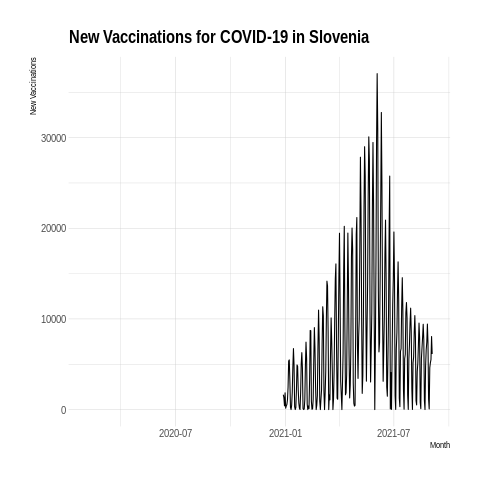 New Vaccinations for COVID-19 in Slovenia
New Vaccinations
30000
20000
10000
0
2020-07 2021-01 2021-07
Month